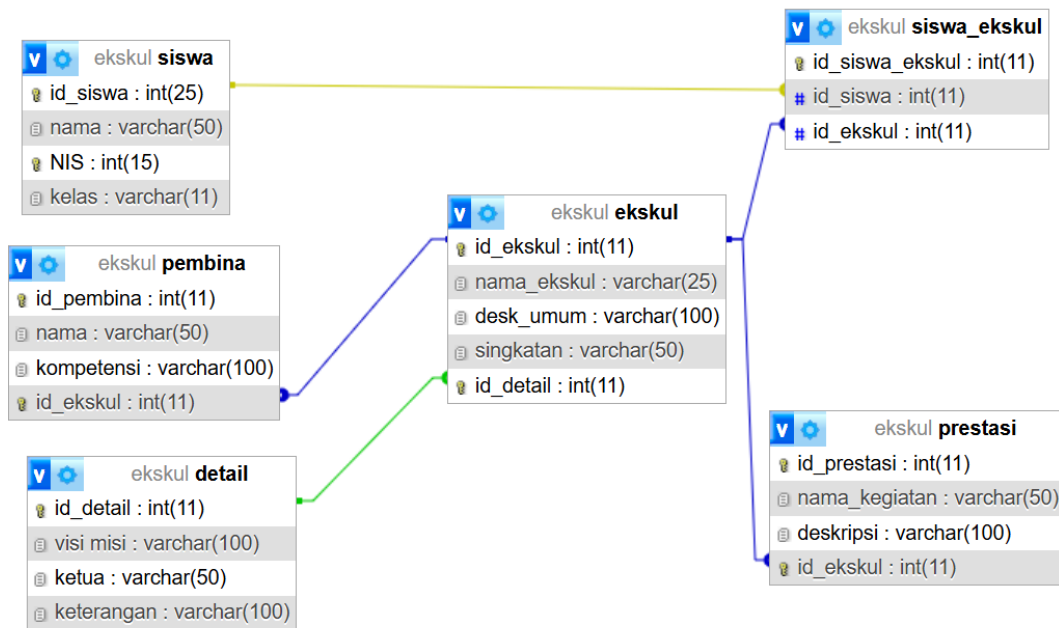 V ekskul siswa
id_siswa : int(25)
nama : varchar(50)
NIS : int(15)
kelas : varchar(11)
V ekskul pembina
id_pembina : int(11)
nama : varchar(50)
kompetensi : varchar(100)
id_ekskul : int(11)
V ekskul detail
id_detail : int(11)
visi misi : varchar(100)
ketua : varchar(50)
keterangan : varchar(100)
V ekskul ekskul
id_ekskul : int(11)
nama_ekskul : varchar(25)
desk_umum : varchar(100)
singkatan : varchar(50)
id_detail : int(11)
V ekskul siswa_ekskul
id_siswa_ekskul : int(11)
# id_siswa : int(11)
# id_ekskul : int(11)
V ekskul prestasi
id_prestasi : int(11)
nama_kegiatan : varchar(50)
deskripsi : varchar(100)
id_ekskul : int(11)